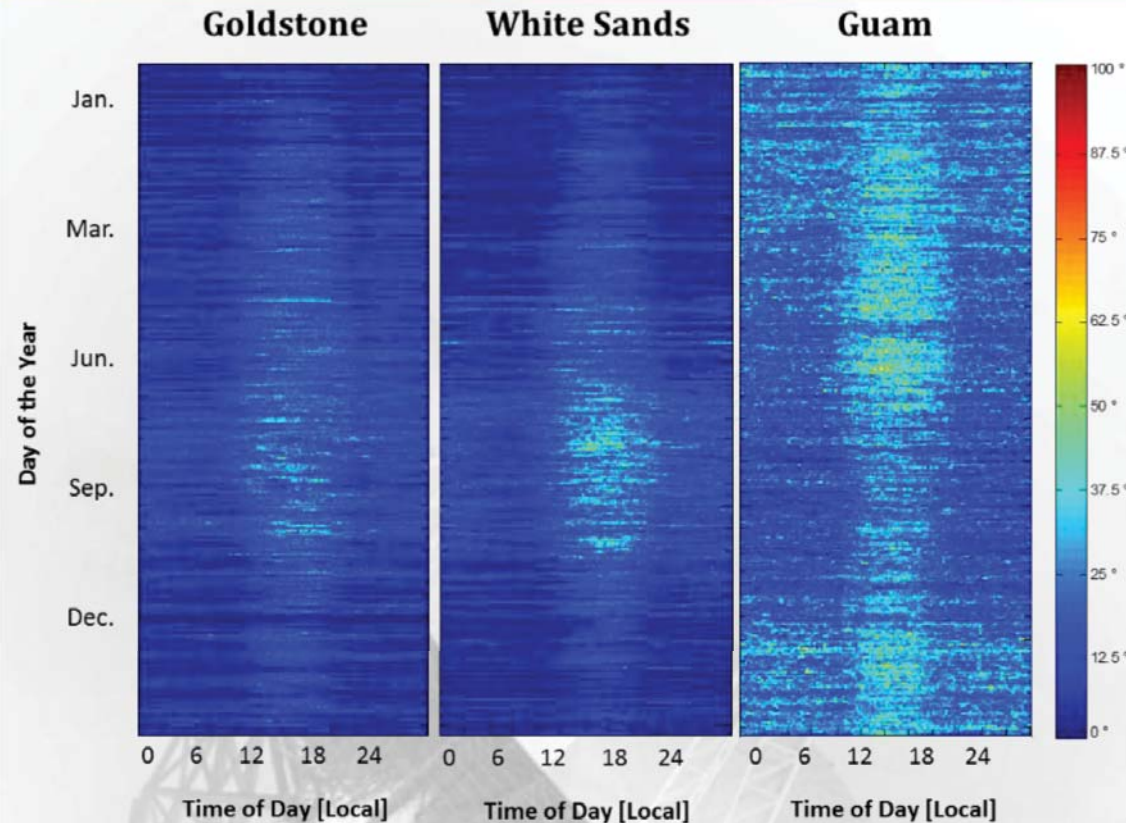 Goldstone
White Sands
Guam
Day of the Year
Jan.
Mar.
Jun.
Sep.
Dec.
0 6 12 18 24
0 6 12 18 24
0 6 12 18 24
Time of Day [Local]
Time of Day [Local]
Time of Day [Local]
100 °
87.5 °
75 °
62.5 °
50 °
37.5 °
25 °
12.5 °
0 °